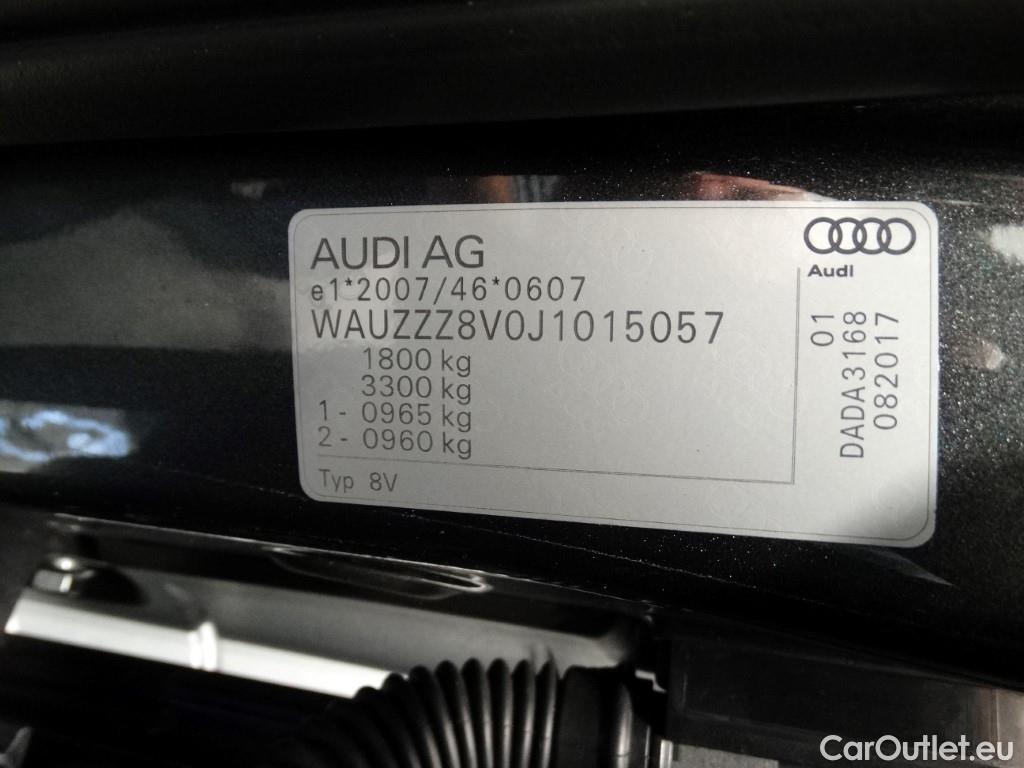 AUDI AG
e1*2007/46*0607
WAUZZZ8V0J1015057
1800 kg
3300 kg
1- 0965 kg
2- 0960 kg
Typ 8V
Audi
01
DADA3168
082017
CarOutlet.eu